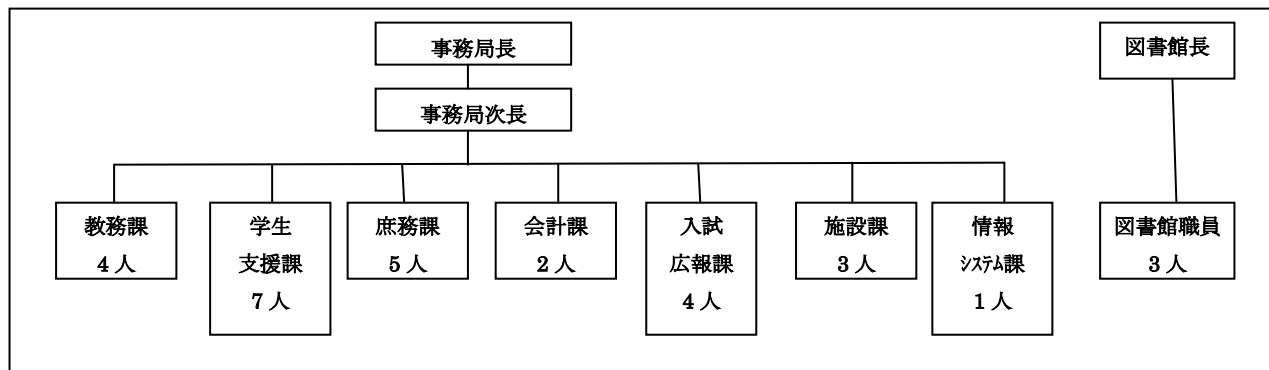 事務局長
図書館長
事務局次長
教務課
4人
学生
支援課
7人
庶務課
5人
会計課
2人
入試
広報課
4人
施設課
3人
情報
ｼｽﾃﾑ課
1人
図書館職員
3人